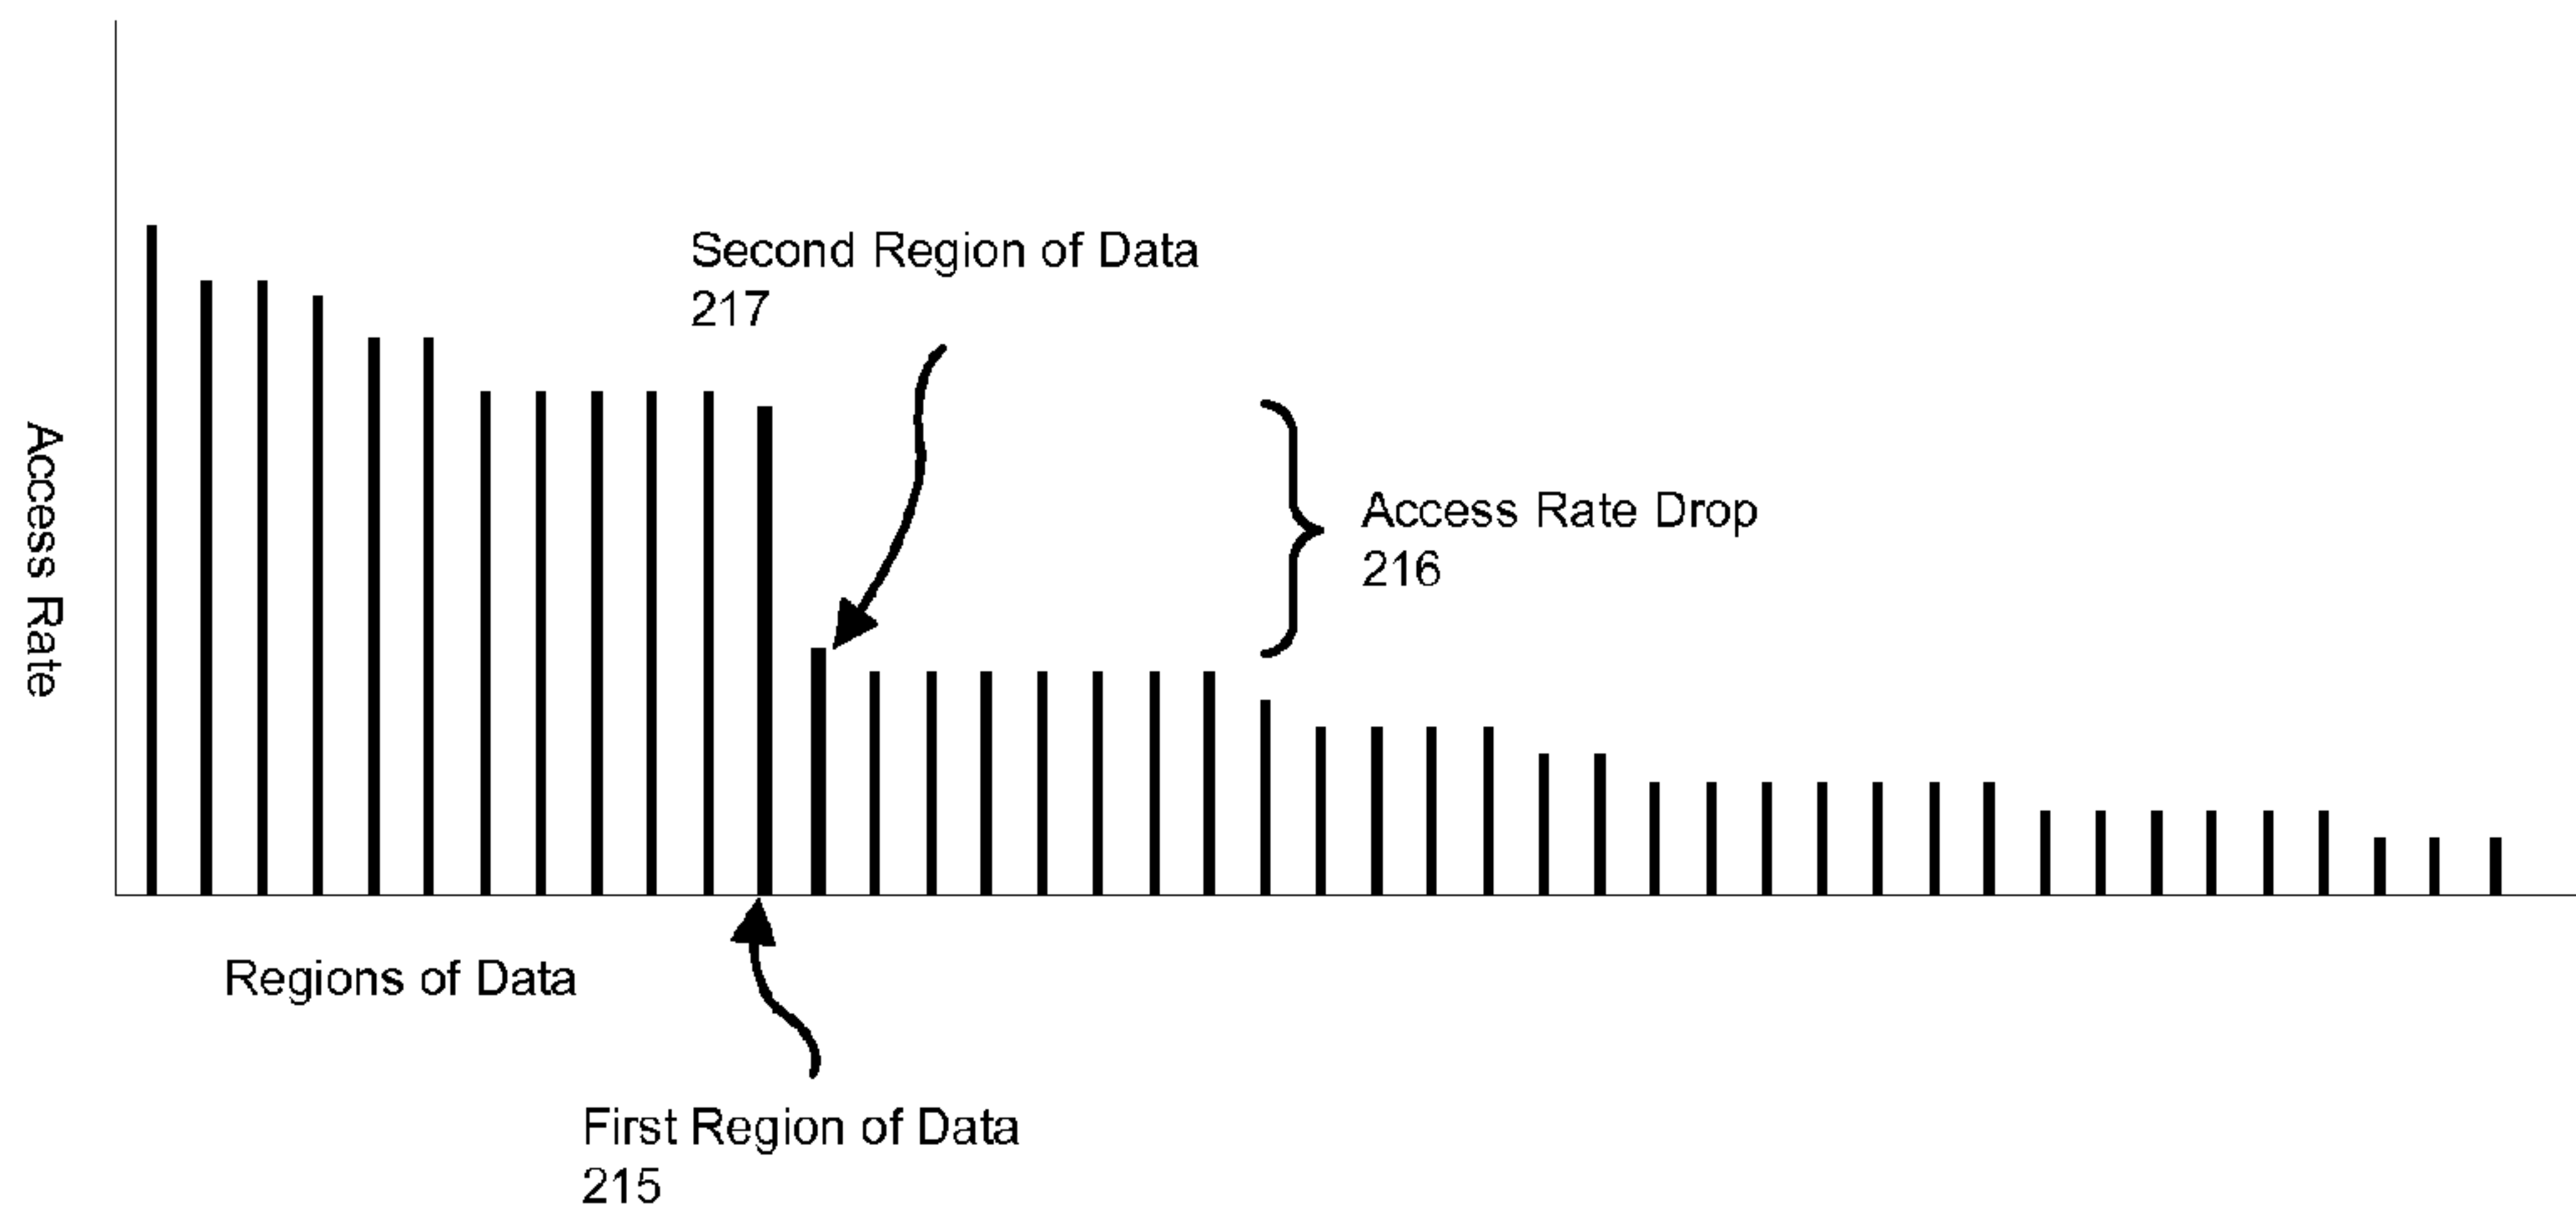 Second Region of Data
217
Access Rate
Access Rate Drop
216
Regions of Data
First Region of Data
215